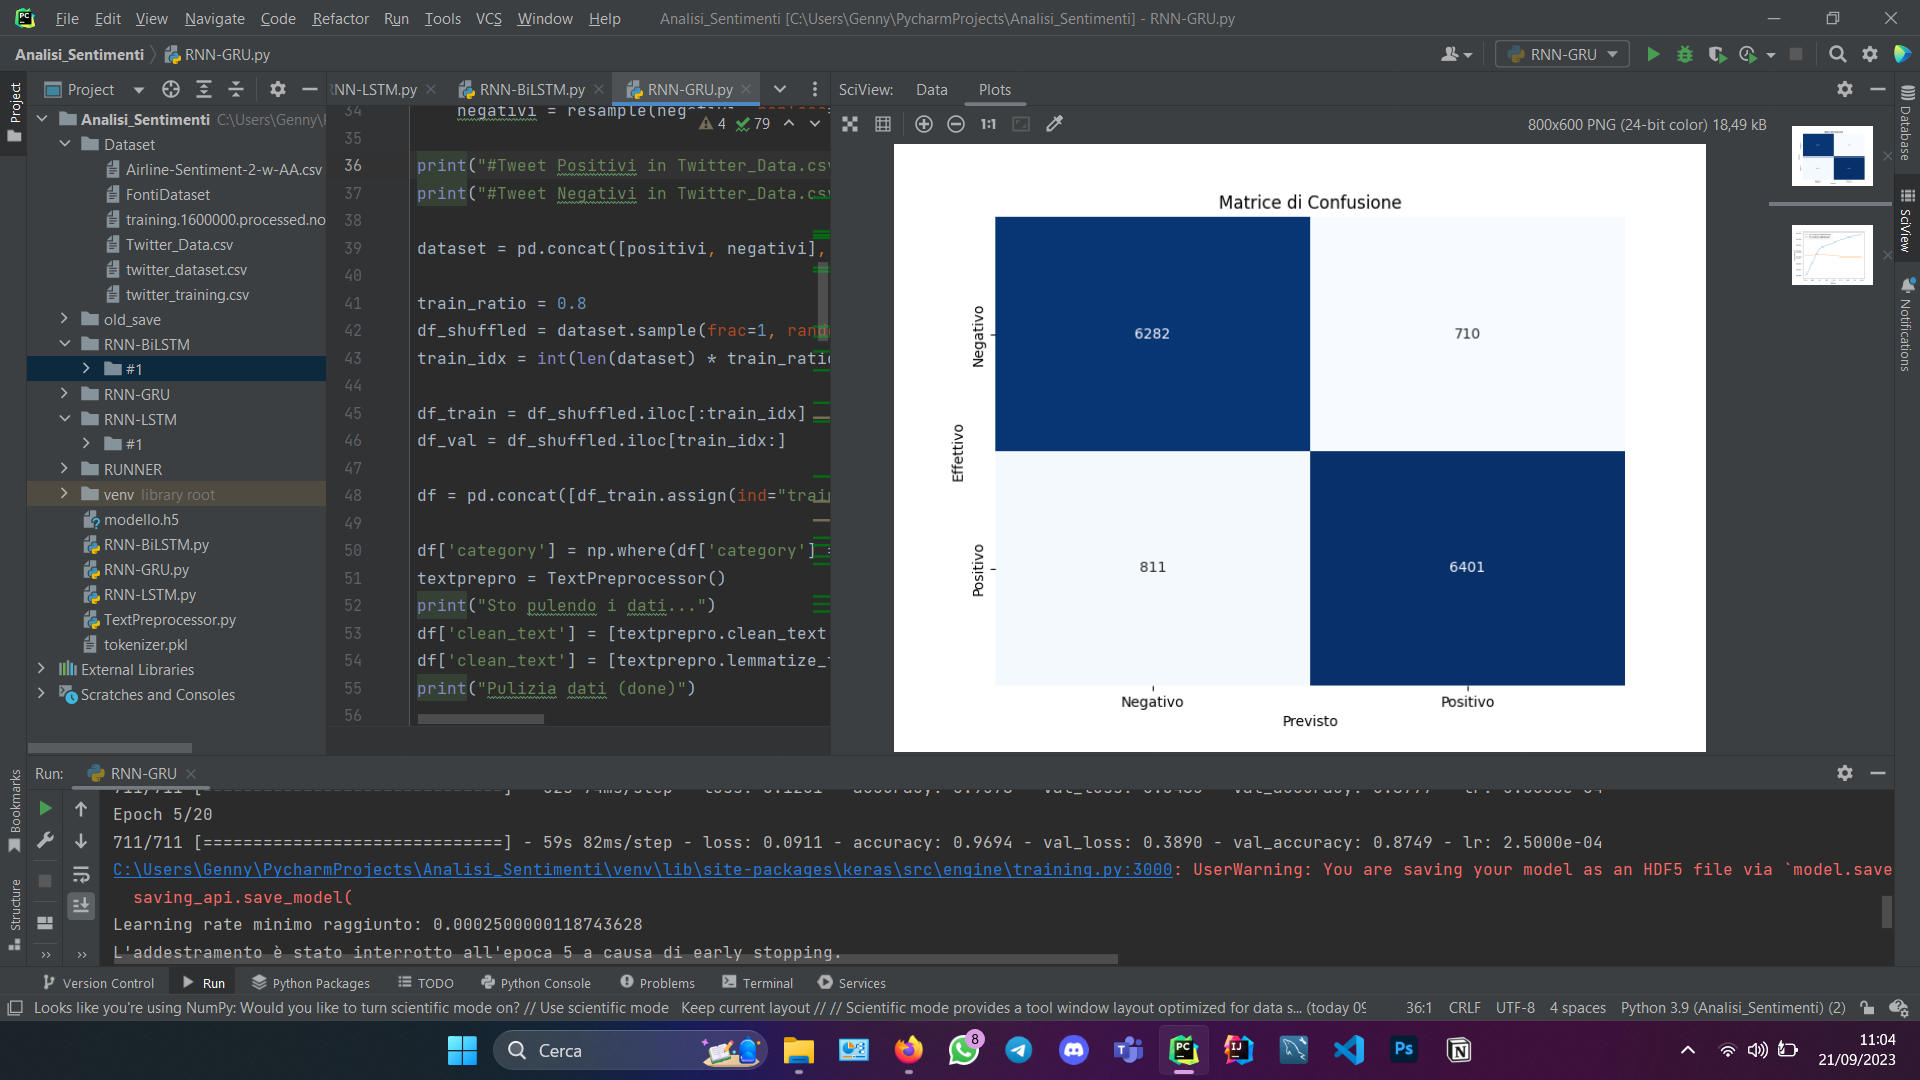 File Edit View Navigate Code Refactor Run Tools VCS Window Help Analisi_Sentimenti [C:\Users\Genny\PycharmProjects\Analisi_Sentimenti] - RNN-GRU.py
Analisi_Sentimenti RNN-GRU.py
RNN-GRU
Project
Project
NN-LSTM.py RNN-BiLSTM.py RNN-GRU.py
SciView: Data Plots
Analisi_Sentimenti C:\Users\Genny\
Dataset
Airline-Sentiment-2-w-AA.csv
FontiDataset
training.1600000.processed.no
Twitter_Data.csv
twitter_dataset.csv
twitter_training.csv
old_save
RNN-BiLSTM
#1
RNN-GRU
RNN-LSTM
#1
RUNNER
venv library root
modello.h5
RNN-BiLSTM.py
RNN-GRU.py
RNN-LSTM.py
TextPreprocessor.py
tokenizer.pkl
External Libraries
Scratches and Consoles
4 79
34 negativi = resample(neg
35
36 print("#Tweet Positivi in Twitter_Data.csv
37 print("#Tweet Negativi in Twitter_Data.csv
38
39 dataset = pd.concat([positivi, negativi],
40
41 train_ratio = 0.8
42 df_shuffled = dataset.sample(frac=1, rand
43 train_idx = int(len(dataset) * train_ratio
44
45 df_train = df_shuffled.iloc[:train_idx]
46 df_val = df_shuffled.iloc[train_idx:]
47
48 df = pd.concat([df_train.assign(ind="train
49
50 df['category'] = np.where(df['category'] =
51 textprepro = TextPreprocessor()
52 print("Sto pulendo i dati...")
53 df['clean_text'] = [textprepro.clean_text
54 df['clean_text'] = [textprepro.lemmatize_
55 print("Pulizia dati (done)")
56
1:1
800x600 PNG (24-bit color) 18,49 kB
Matrice di Confusione
Negativo
6282 710
Effettivo
Positivo
811 6401
Negativo Positivo
Previsto
Database
SciView
Notifications
Bookmarks
Structure
Run: RNN-GRU
Epoch 5/20
711/711 [==============================] - 59s 82ms/step - loss: 0.0911 - accuracy: 0.9694 - val_loss: 0.3890 - val_accuracy: 0.8749 - lr: 2.5000e-04
C:\Users\Genny\PycharmProjects\Analisi_Sentimenti\venv\lib\site-packages\keras\src\engine\training.py:3000: UserWarning: You are saving your model as an HDF5 file via `model.save
saving_api.save_model(
Learning rate minimo raggiunto: 0.0002500000118743628
L'addestramento è stato interrotto all'epoca 5 a causa di early stopping.
Version Control Run Python Packages TODO Python Console Problems Terminal Services
Looks like you're using NumPy: Would you like to turn scientific mode on? // Use scientific mode Keep current layout // // Scientific mode provides a tool window layout optimized for data s... (today 09
36:1 CRLF UTF-8 4 spaces Python 3.9 (Analisi_Sentimenti) (2)
Cerca
8
11:04
21/09/2023